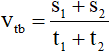 v_tb = (s_1 + s_2) / (t_1 + t_2)